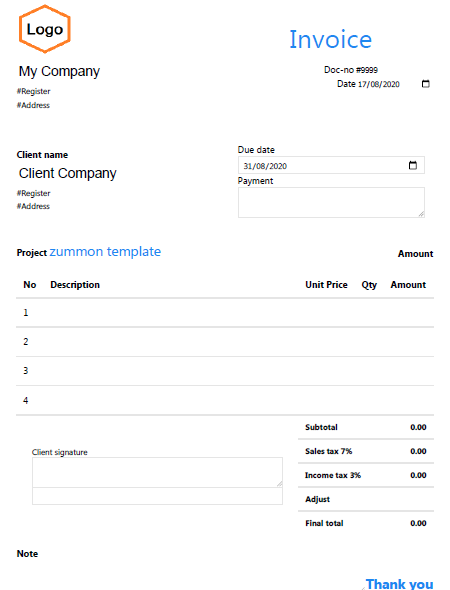 Logo
Invoice
My Company
Doc-no #9999
#Register
Date 17/08/2020
#Address
Client name
Due date
Client Company
31/08/2020
#Register
Payment
#Address
Project zummon template
Amount
No Description Unit Price Qty Amount
1
2
3
4
Subtotal 0.00
Client signature
Sales tax 7% 0.00
Income tax 3% 0.00
Adjust
Final total 0.00
Note
Thank you